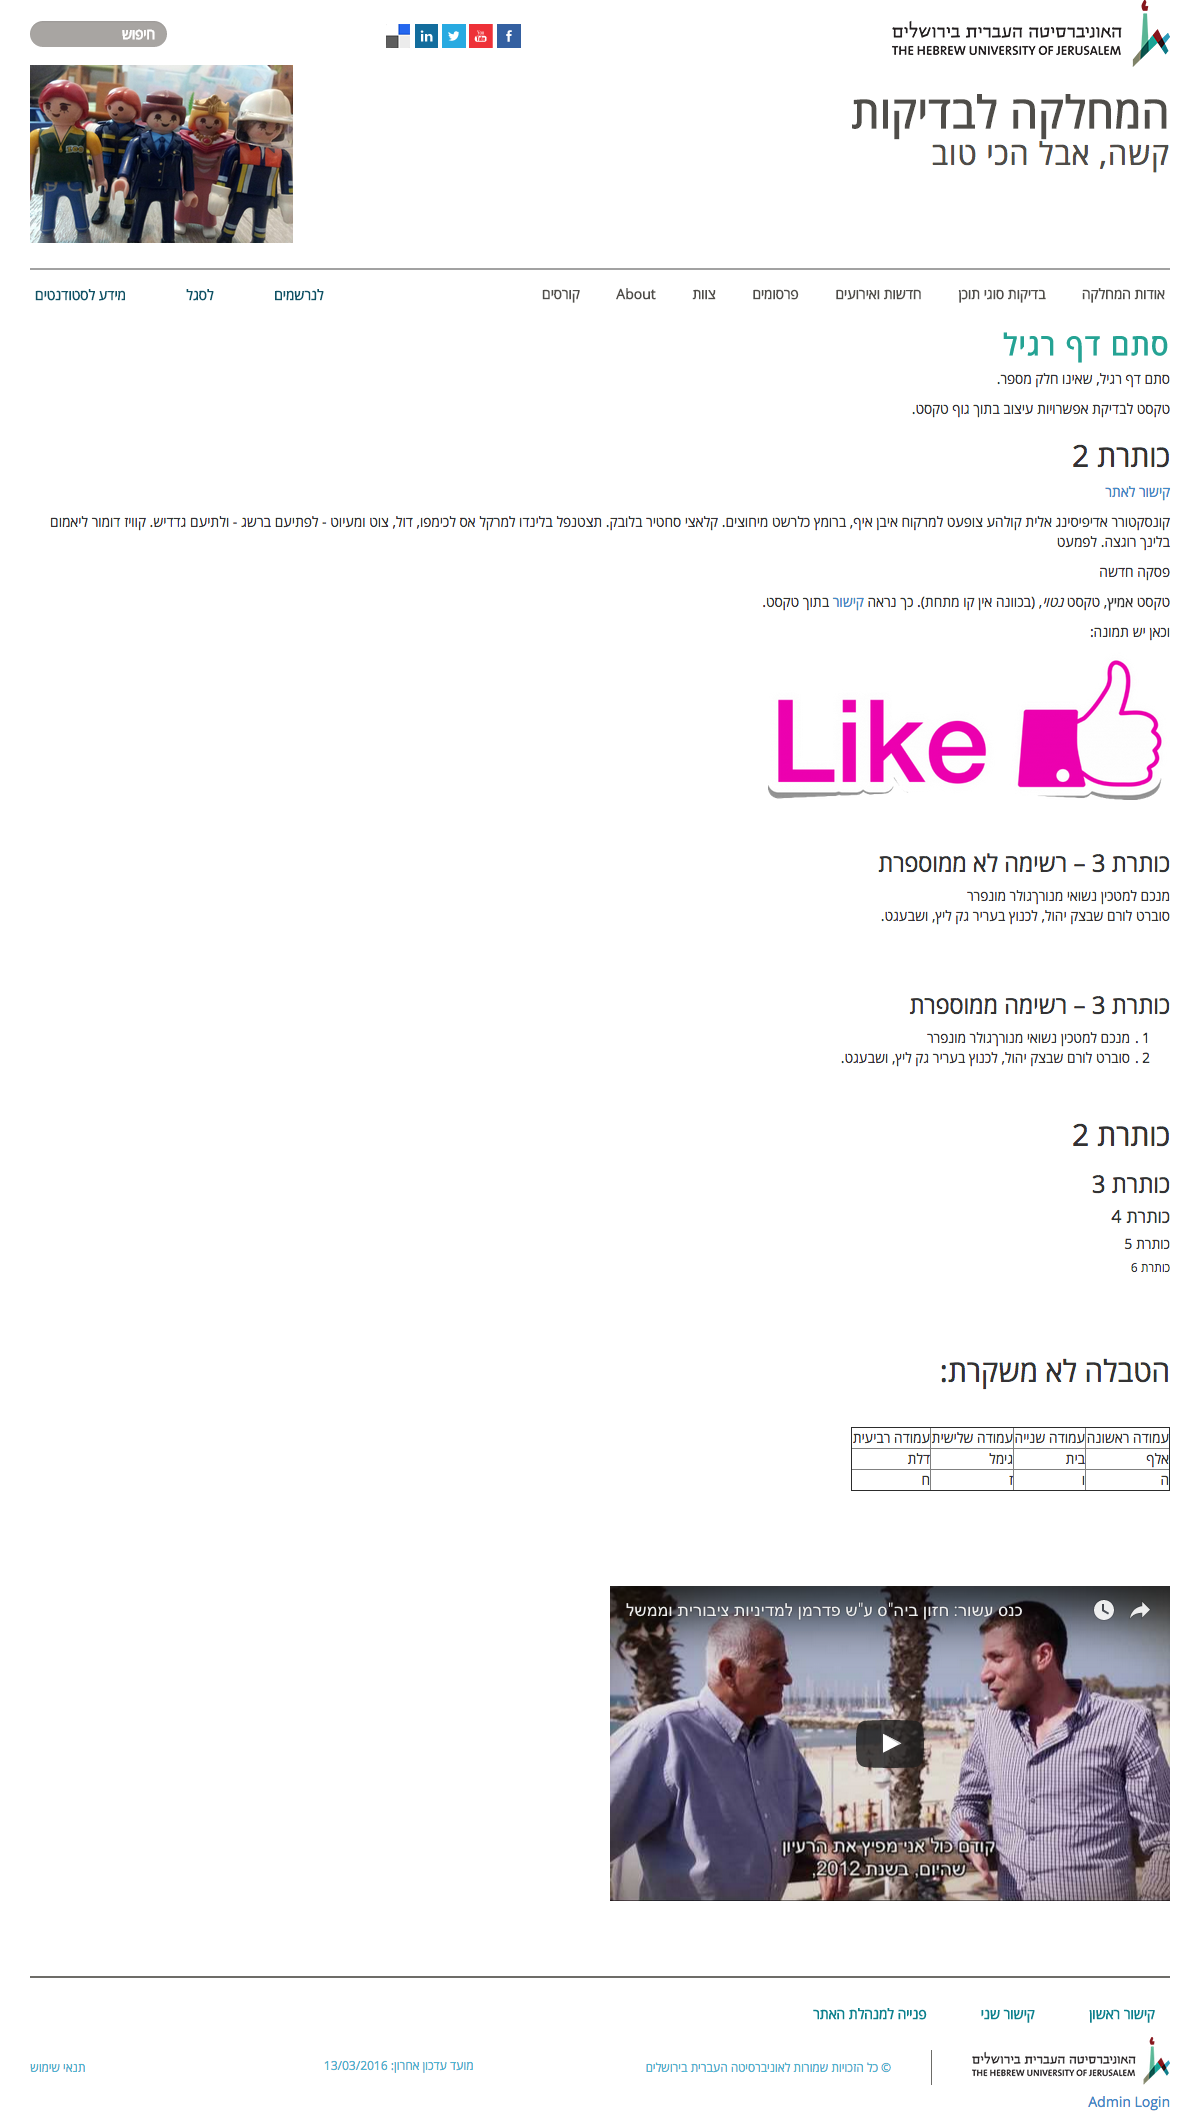 האוניברסיטה העברית בירושלים
THE HEBREW UNIVERSITY OF JERUSALEM
חיפוש
המחלקה לבדיקות
קשה, אבל הכי טוב
אודות המחלקה בדיקות סוגי תוכן חדשות ואירועים פרסומים צוות About קורסים
לנרשמים לסגל מידע לסטודנטים
סתם דף רגיל
סתם דף רגיל, שאינו חלק מספר.
טקסט לבדיקת אפשרויות עיצוב בתוך גוף טקסט.
כותרת 2
קישור לאתר
קונסקטורר אדיפיסינג אלית קולהע צופעט למרקוח איבן איף, ברומץ כלרשט מיחוצים. קלאצי סחטיר בלובק. תצטנפל בלינדו למרקל אס לכימפו, דול, צוט ומעיוט - לפתיעם ברשג - ולתיעם גדדיש. קוויז דומור ליאמום
בלינך רוגצה. לפמעט
פסקה חדשה
טקסט אמיץ, טקסט נטוי, (בכוונה אין קו מתחת). כך נראה קישור בתוך טקסט.
וכאן יש תמונה:
Like
כותרת 3 – רשימה לא ממוספרת
מנכם למטכין נשואי מנורךגולר מונפרר
סוברט לורם שבצק יהול, לכנוץ בעריר גק ליץ, ושבעגט.
כותרת 3 – רשימה ממוספרת
1. מנכם למטכין נשואי מנורךגולר מונפרר
2. סוברט לורם שבצק יהול, לכנוץ בעריר גק ליץ, ושבעגט.
כותרת 2
כותרת 3
כותרת 4
כותרת 5
כותרת 6
הטבלה לא משקרת:
עמודה ראשונה עמודה שנייה עמודה שלישית עמודה רביעית
אלף בית גימל דלת
ה ו ז ח
כנס עשור: חזון ביה"ס ע"ש פדרמן למדיניות ציבורית וממשל
קודם כול אני מפיץ את הרעיון
שהיום, בשנת 2012,
קישור ראשון קישור שני פנייה למנהלת האתר
האוניברסיטה העברית בירושלים
THE HEBREW UNIVERSITY OF JERUSALEM
© כל הזכויות שמורות לאוניברסיטה העברית בירושלים
מועד עדכון אחרון: 13/03/2016
תנאי שימוש
Admin Login